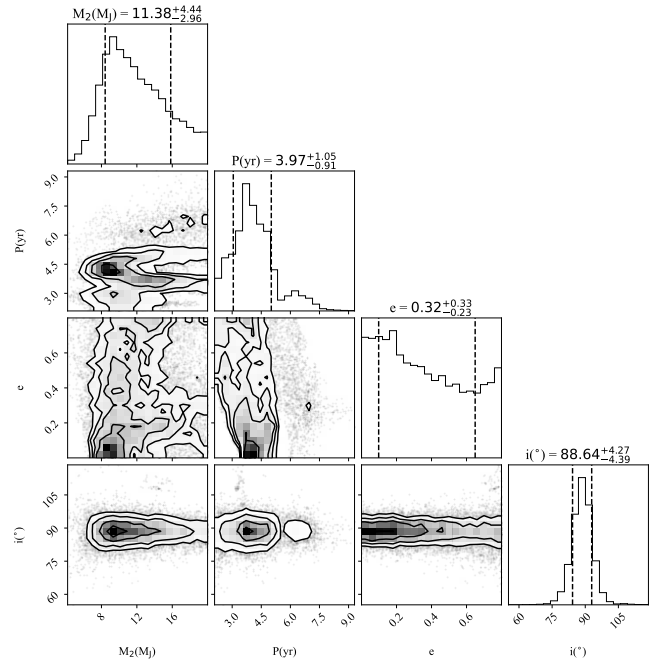 M₂(M_J) = 11.38^{+4.44}_{-2.96}
P(yr) = 3.97^{+1.05}_{-0.91}
9.0
7.5
6.0
4.5
3.0
P(yr)
e = 0.32^{+0.33}_{-0.23}
0.6
0.4
0.2
e
i(°) = 88.64^{+4.27}_{-4.39}
105
90
75
60
i(°)
8 12 16
3.0 4.5 6.0 7.5 9.0
0.2 0.4 0.6
60 75 90 105
M₂(M_J) P(yr) e i(°)